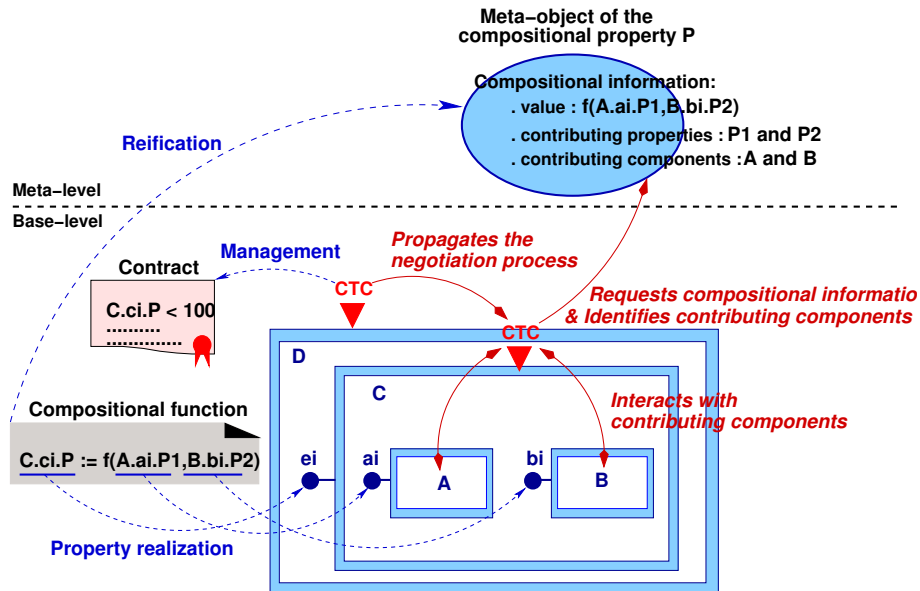 Meta-object of the
compositional property P
Compositional information:
. value : f(A.ai.P1,B.bi.P2)
. contributing properties : P1 and P2
. contributing components : A and B
Reification
Meta-level
Base-level
Propagates the
negotiation process
Management
Contract
CTC
C.ci.P < 100
............
...............
Requests compositional informatio
& Identifies contributing components
CTC
D
C
Interacts with
contributing components
Compositional function
C.ci.P := f(A.ai.P1,B.bi.P2)
ei
ai
bi
A
B
Property realization